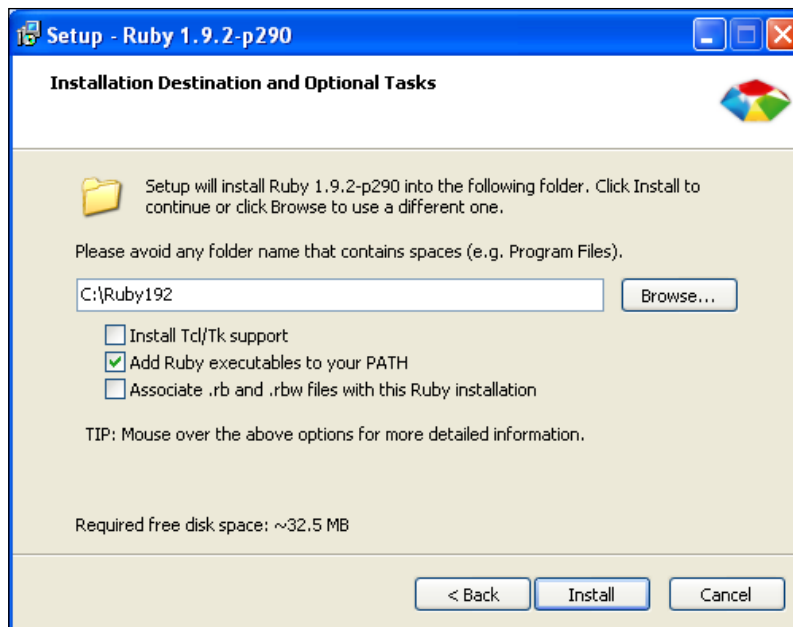 Setup - Ruby 1.9.2-p290
Installation Destination and Optional Tasks
Setup will install Ruby 1.9.2-p290 into the following folder. Click Install to
continue or click Browse to use a different one.
Please avoid any folder name that contains spaces (e.g. Program Files).
C:\Ruby192
Browse...
Install Tcl/Tk support
Add Ruby executables to your PATH
Associate .rb and .rbw files with this Ruby installation
TIP: Mouse over the above options for more detailed information.
Required free disk space: ~32.5 MB
< Back Install Cancel